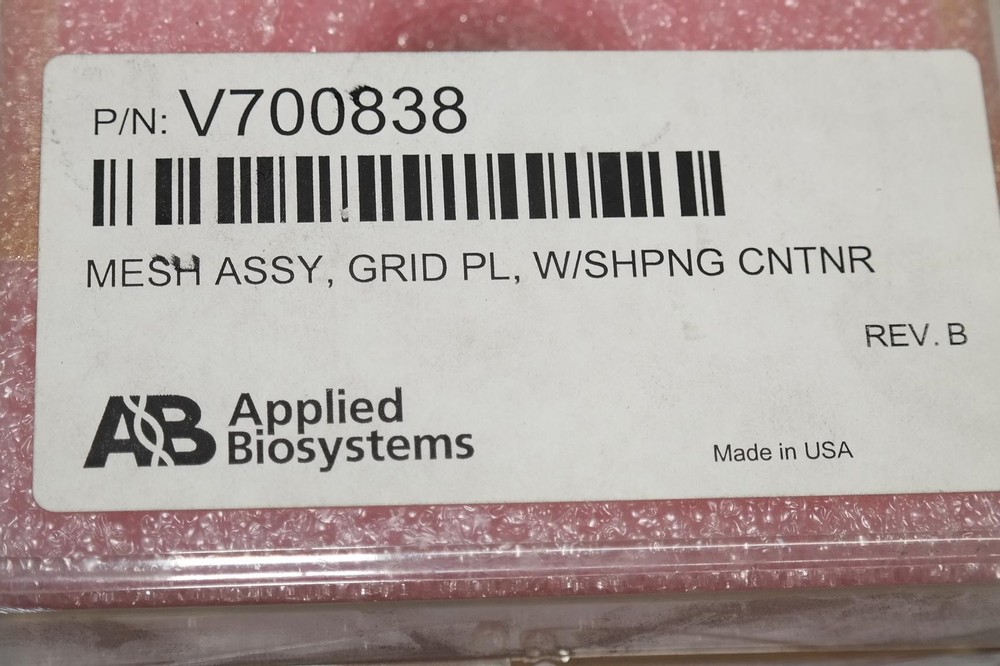 P/N: V700838
MESH ASSY, GRID PL, W/SHPNG CNTNR
REV. B
AB Applied
Biosystems
Made in USA